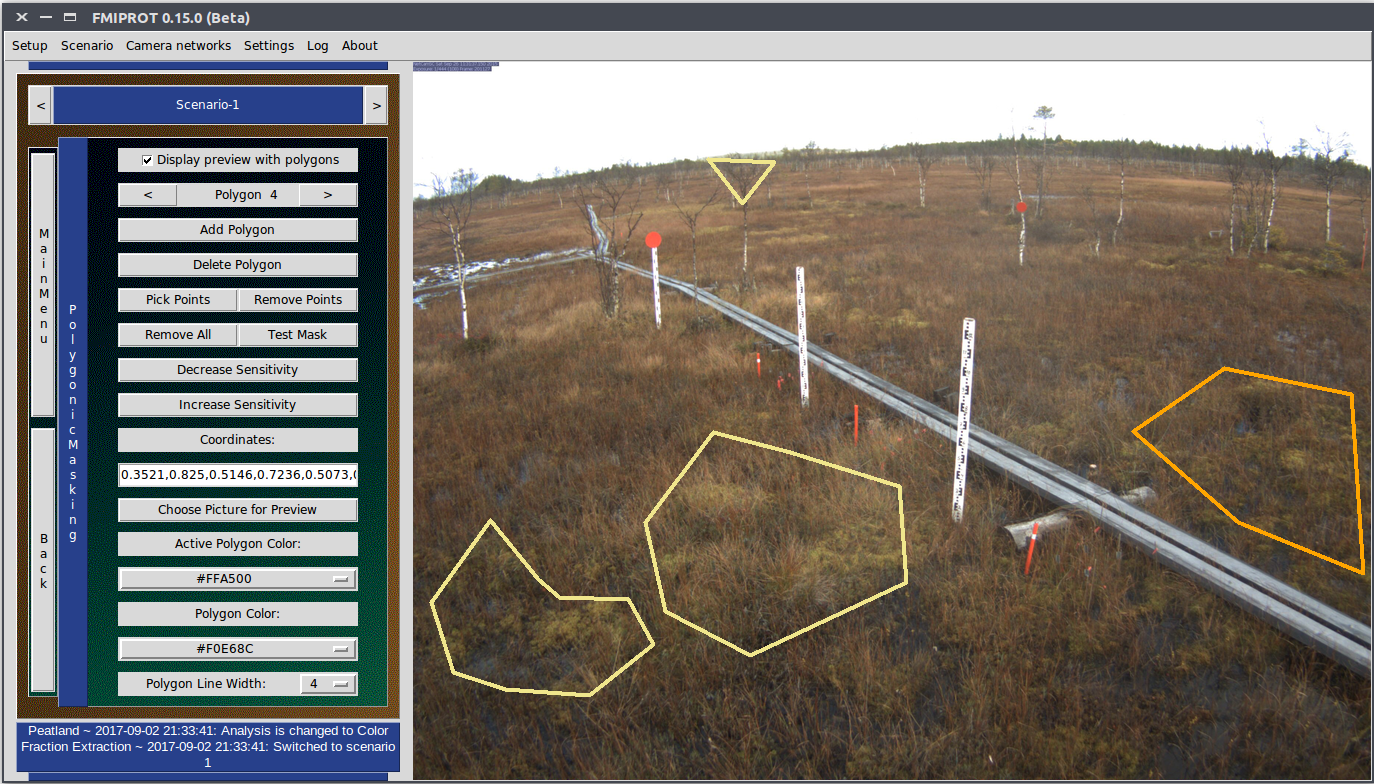 FMIPROT 0.15.0 (Beta)
Setup Scenario Camera networks Settings Log About
< Scenario-1 >
Main Menu
Back
Polygonic Masking
Display preview with polygons
< Polygon 4 >
Add Polygon
Delete Polygon
Pick Points Remove Points
Remove All Test Mask
Decrease Sensitivity
Increase Sensitivity
Coordinates:
0.3521,0.825,0.5146,0.7236,0.5073,
Choose Picture for Preview
Active Polygon Color:
#FFA500
Polygon Color:
#F0E68C
Polygon Line Width: 4
Peatland ~ 2017-09-02 21:33:41: Analysis is changed to Color
Fraction Extraction ~ 2017-09-02 21:33:41: Switched to scenario
1